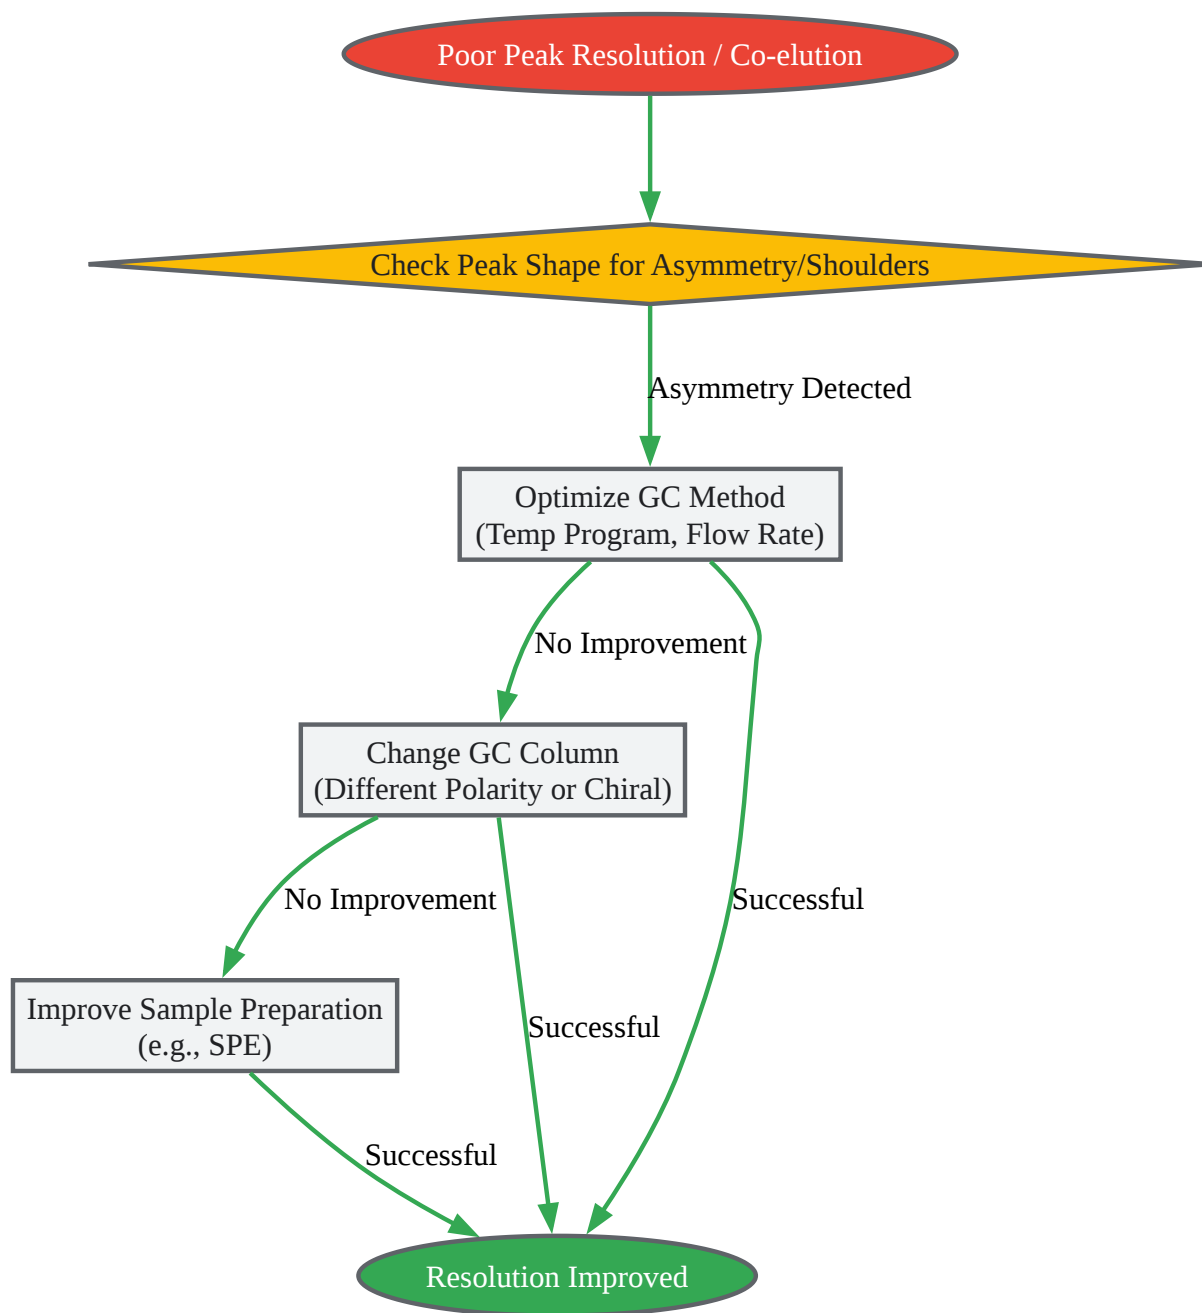 Poor Peak Resolution / Co-elution
Check Peak Shape for Asymmetry/Shoulders
Asymmetry Detected
Optimize GC Method
(Temp Program, Flow Rate)
No Improvement
Change GC Column
(Different Polarity or Chiral)
No Improvement
Successful
Improve Sample Preparation
(e.g., SPE)
Successful
Successful
Resolution Improved